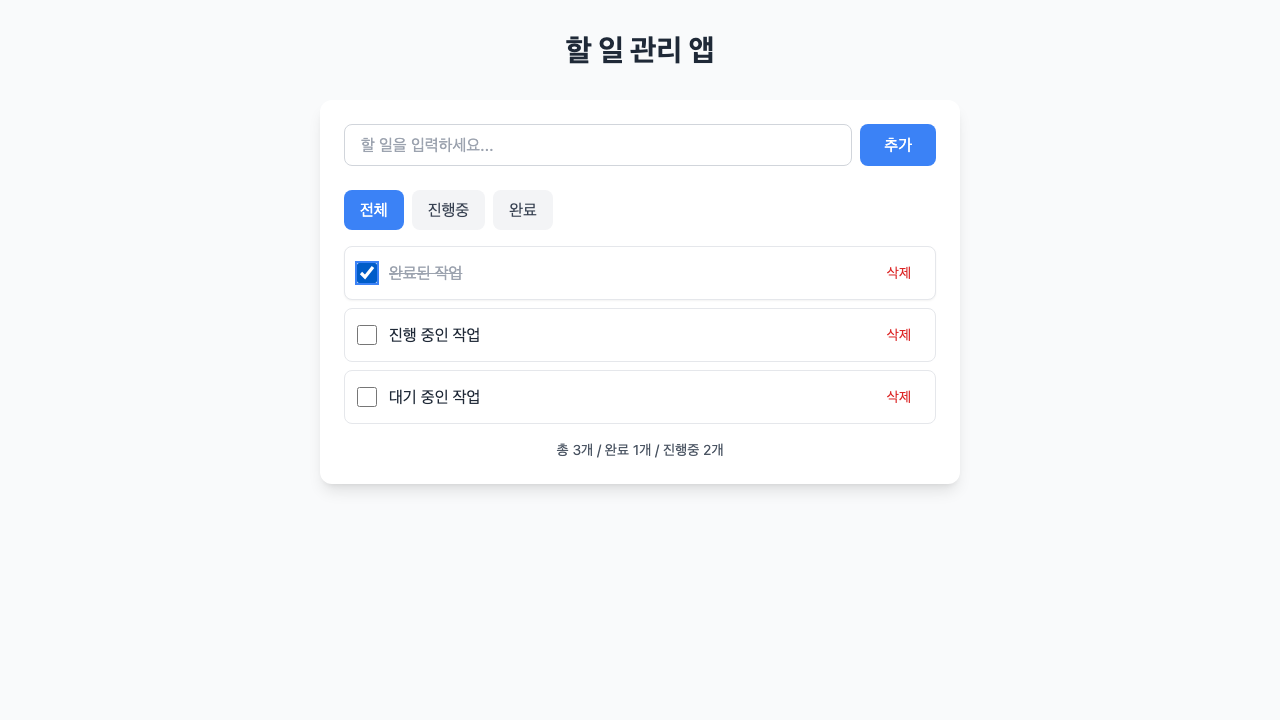 할 일 관리 앱
할 일을 입력하세요... 추가
전체 진행중 완료
완료된 작업 삭제
진행 중인 작업 삭제
대기 중인 작업 삭제
총 3개 / 완료 1개 / 진행중 2개